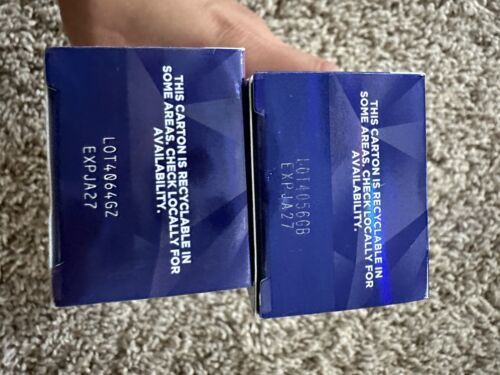 THIS CARTON IS RECYCLABLE IN
SOME AREAS. CHECK LOCALLY FOR
AVAILABILITY.
LOT4064GZ
EXPJA27
THIS CARTON IS RECYCLABLE IN
SOME AREAS. CHECK LOCALLY FOR
AVAILABILITY.
LOT4056GB
EXPJA27